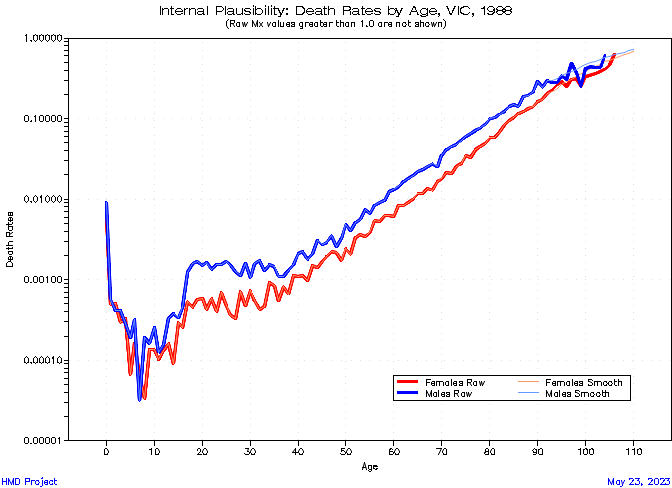 Internal Plausibility: Death Rates by Age, VIC, 1988
(Raw Mx values greater than 1.0 are not shown)
1.00000
0.10000
0.01000
0.00100
0.00010
0.00001
Death Rates
0 10 20 30 40 50 60 70 80 90 100 110
Age
Females Raw Females Smooth
Males Raw Males Smooth
HMD Project May 23, 2023